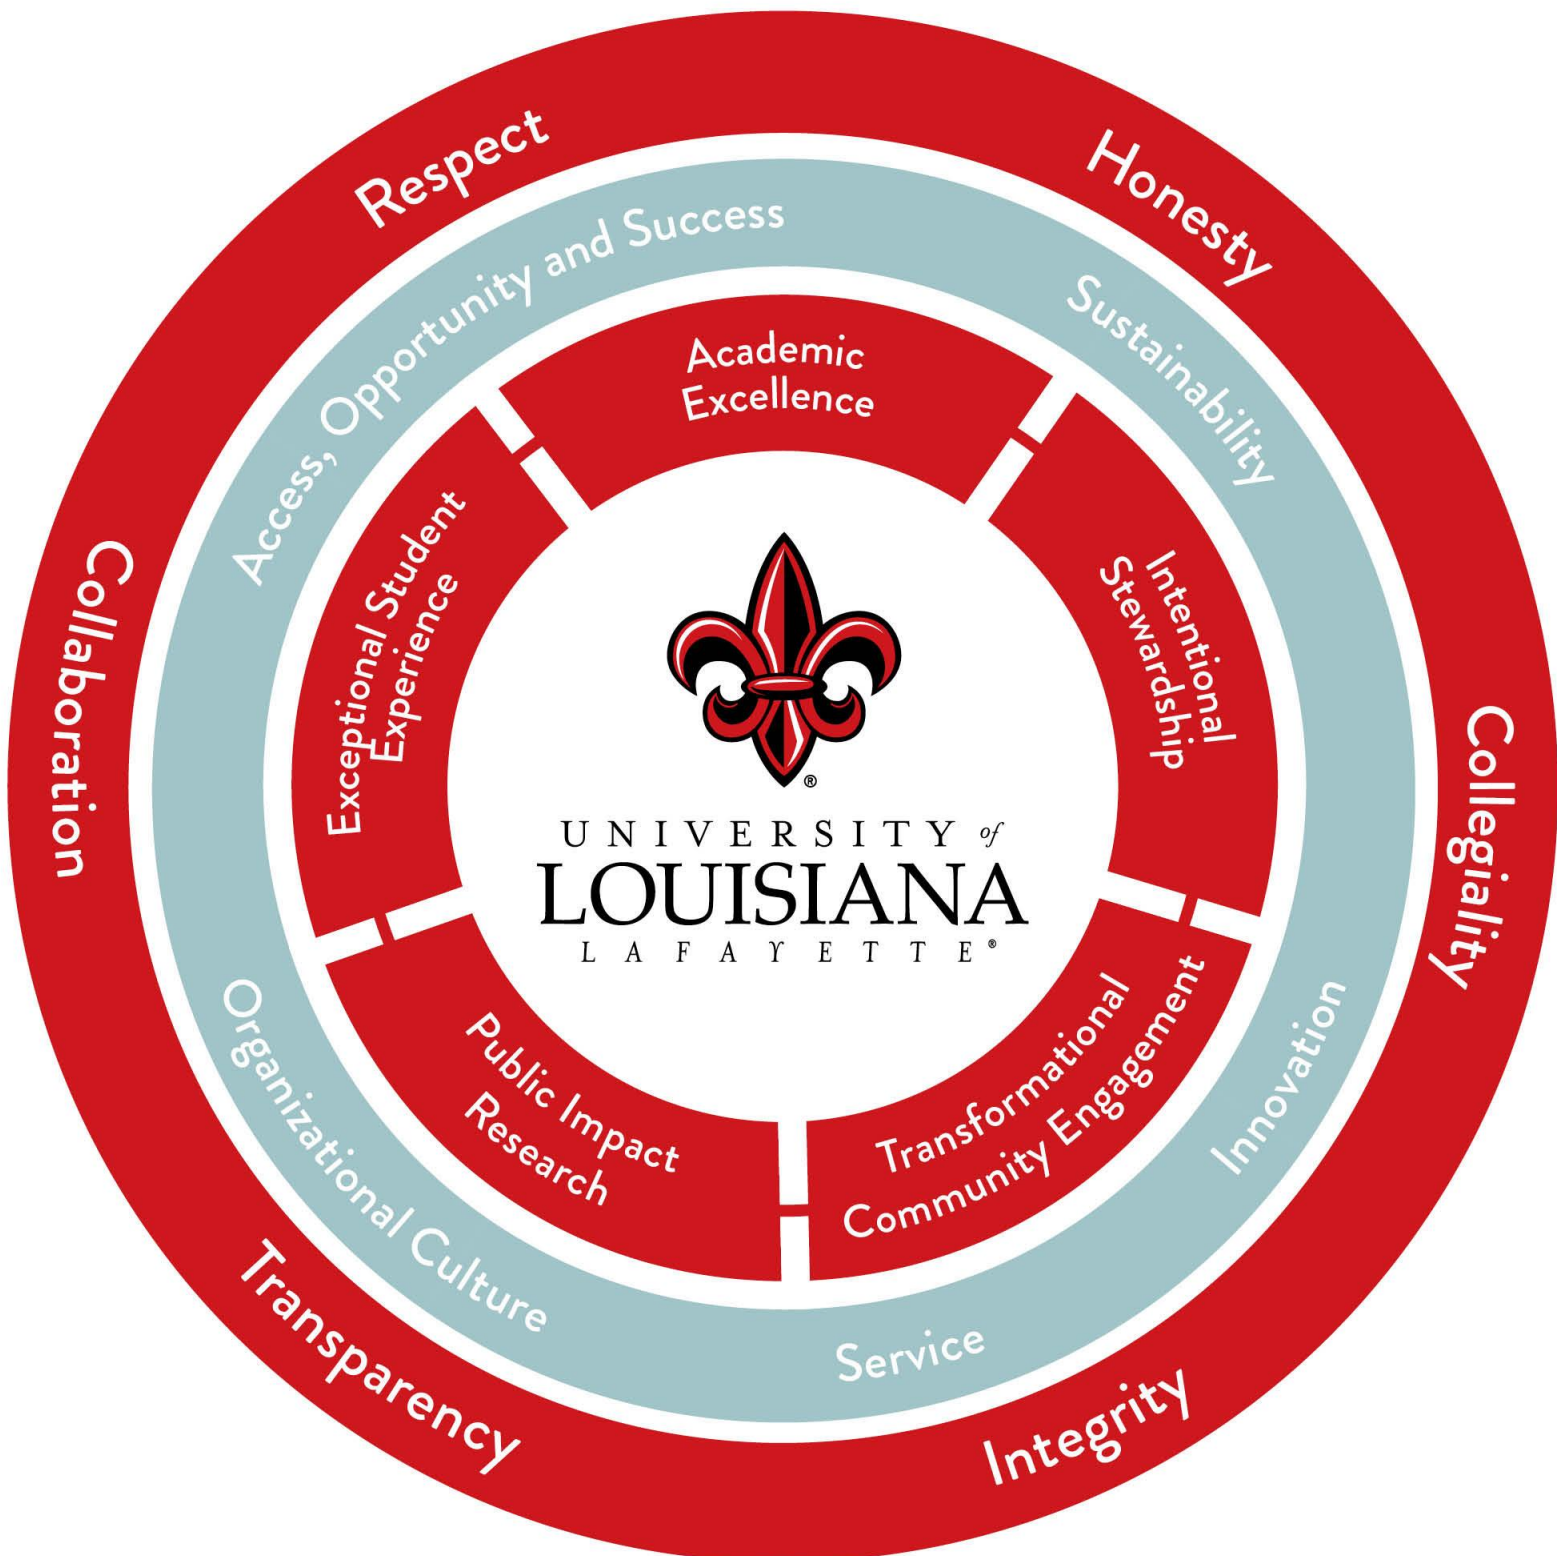 Respect
Honesty
Collegiality
Integrity
Transparency
Collaboration
Access, Opportunity and Success
Sustainability
Innovation
Service
Organizational Culture
Academic
Excellence
Intentional
Stewardship
Transformational
Community Engagement
Public Impact
Research
Exceptional Student
Experience
®
UNIVERSITY of
LOUISIANA
LAFAYETTE®